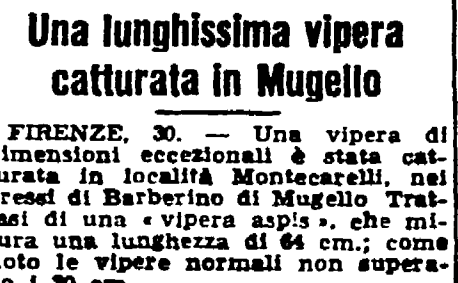 Una lunghissima vipera
catturata in Mugello
FIRENZE, 30. — Una vipera di
imensioni eccezionali è stata cat-
urata in località Montecarelli, nei
ressi di Barberino di Mugello Trat-
asi di una « vipera aspis », che mi-
ura una lunghezza di 64 cm.; come
oto le vipere normali non supera-